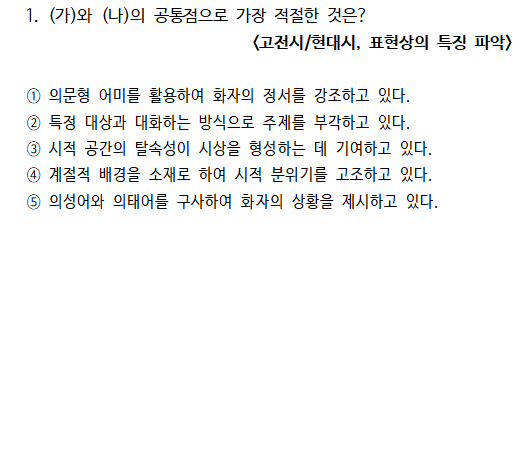 1. (가)와 (나)의 공통점으로 가장 적절한 것은?
<고전시/현대시, 표현상의 특징 파악>
① 의문형 어미를 활용하여 화자의 정서를 강조하고 있다.
② 특정 대상과 대화하는 방식으로 주제를 부각하고 있다.
③ 시적 공간의 탈속성이 시상을 형성하는 데 기여하고 있다.
④ 계절적 배경을 소재로 하여 시적 분위기를 고조하고 있다.
⑤ 의성어와 의태어를 구사하여 화자의 상황을 제시하고 있다.